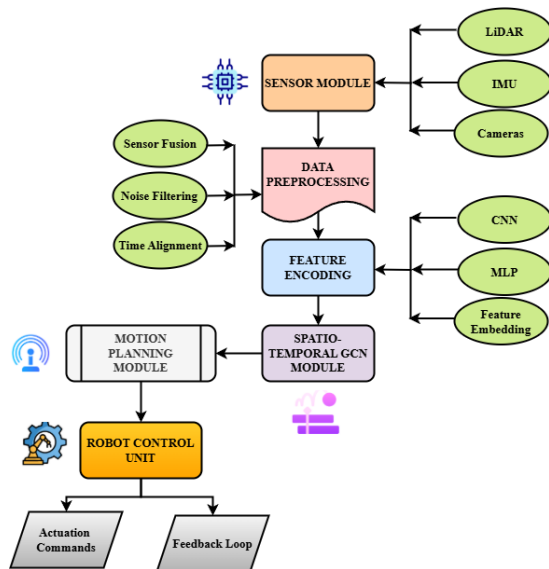 LiDAR
SENSOR MODULE
IMU
Cameras
Sensor Fusion
DATA
PREPROCESSING
Noise Filtering
Time Alignment
CNN
FEATURE
ENCODING
MLP
Feature
Embedding
MOTION
PLANNING
MODULE
SPATIO-
TEMPORAL GCN
MODULE
ROBOT CONTROL
UNIT
Actuation
Commands
Feedback Loop